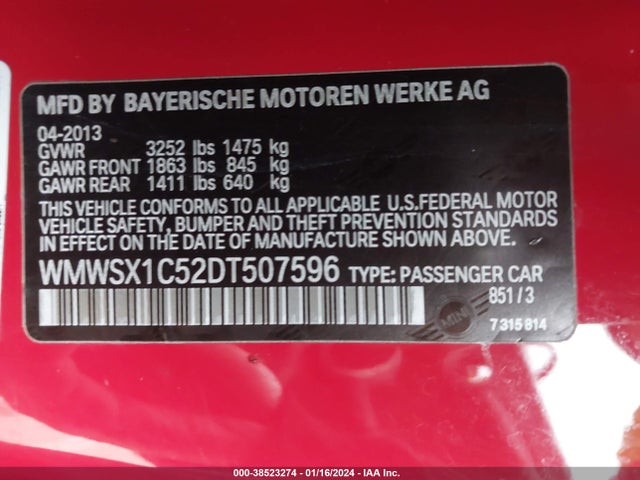 MFD BY BAYERISCHE MOTOREN WERKE AG
04-2013
GVWR 3252 lbs 1475 kg
GAWR FRONT 1863 lbs 845 kg
GAWR REAR 1411 lbs 640 kg
THIS VEHICLE CONFORMS TO ALL APPLICABLE U.S.FEDERAL MOTOR
VEHICLE SAFETY, BUMPER AND THEFT PREVENTION STANDARDS
IN EFFECT ON THE DATE OF MANUFACTURE SHOWN ABOVE.
WMWSX1C52DT507596 TYPE: PASSENGER CAR
851/3
MINI
7 315 814
000-38523274 - 01/16/2024 - IAA Inc.